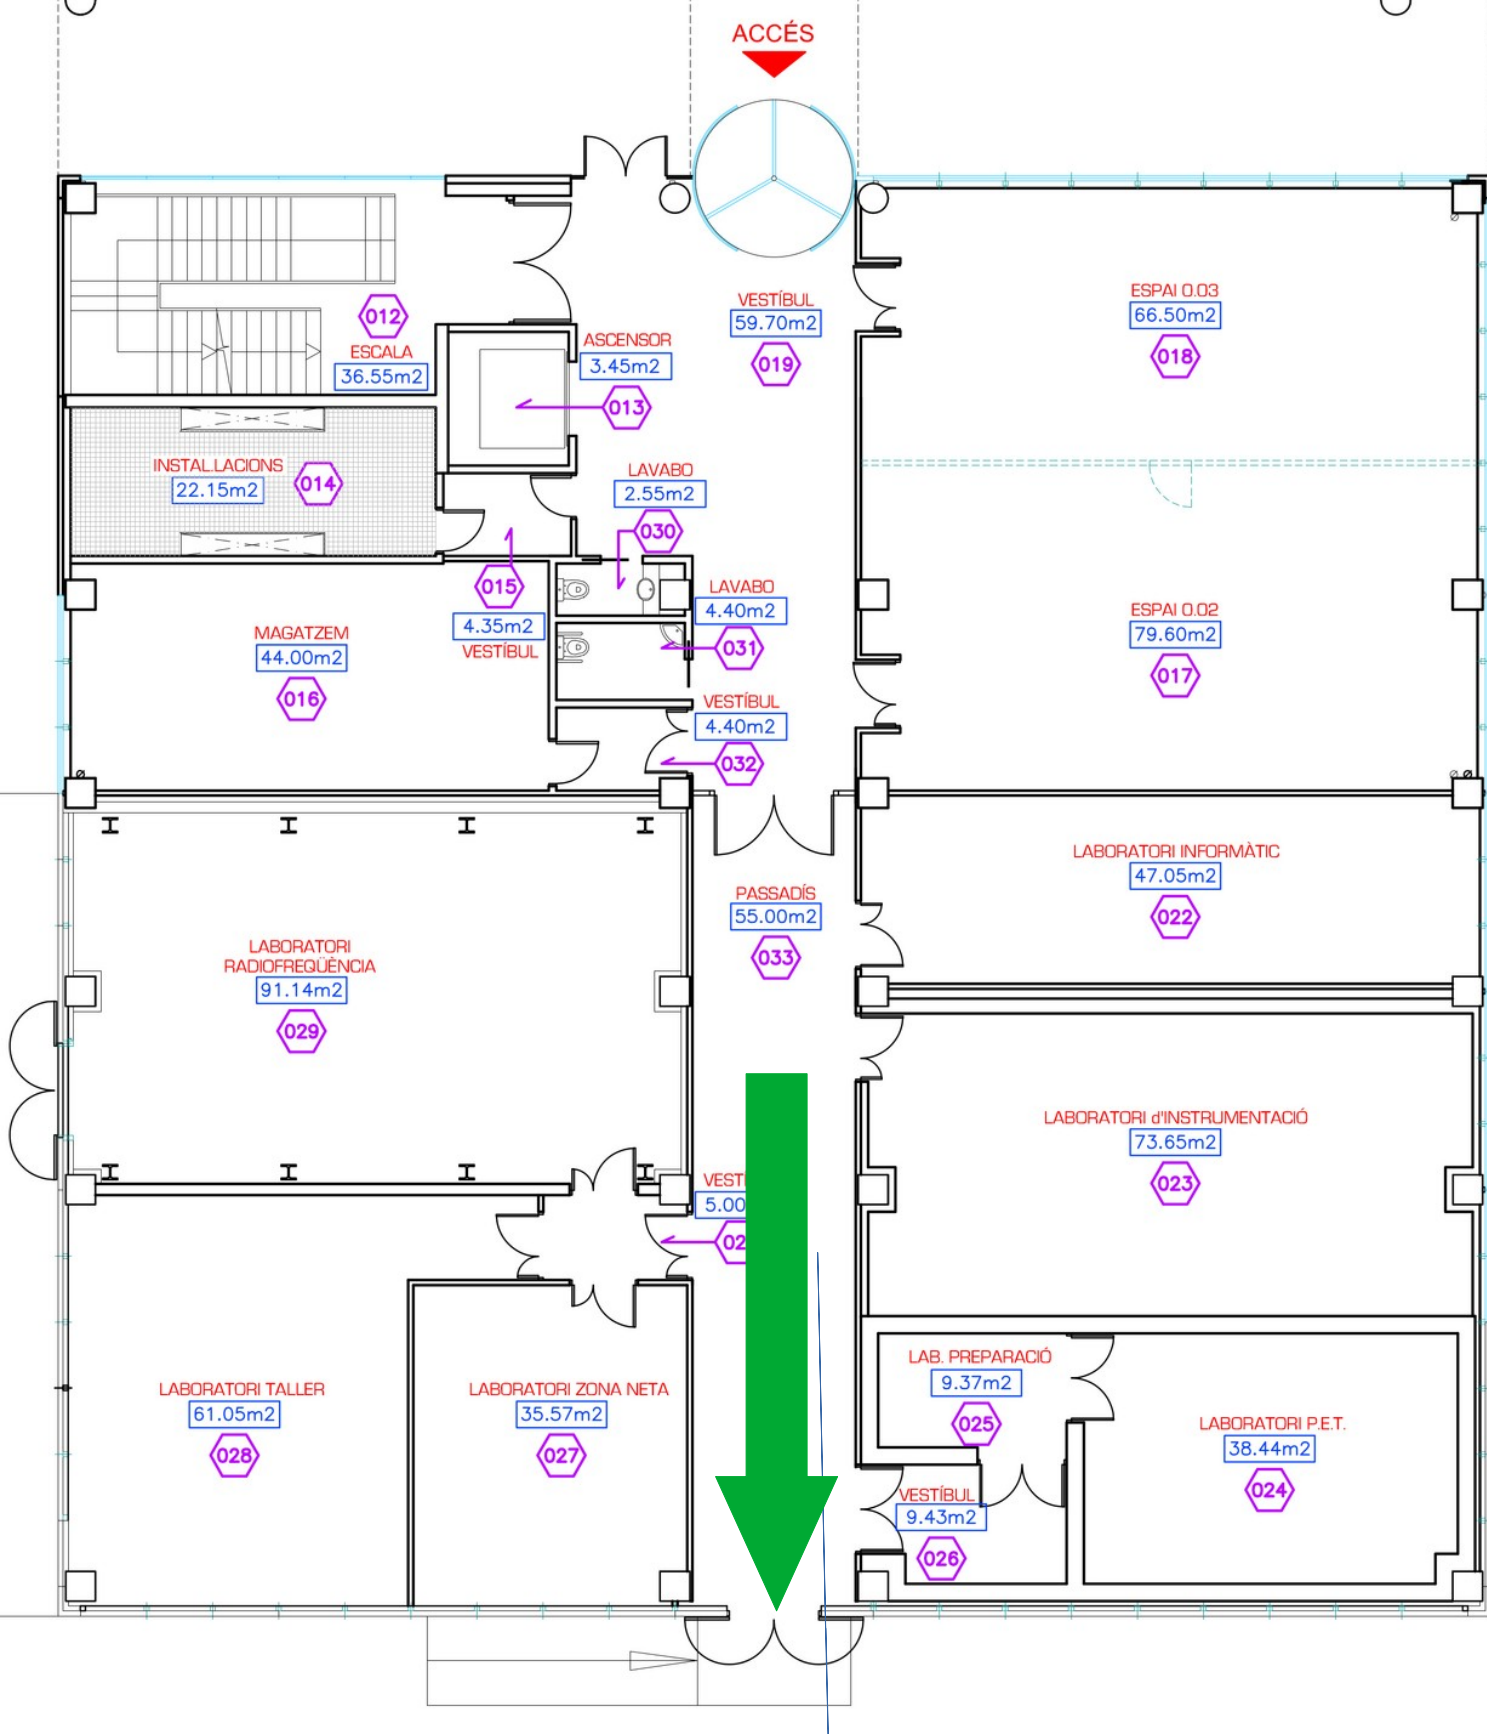 ACCÉS
ESPAI 0.03
66.50m2
018
VESTÍBUL
59.70m2
019
012
ESCALA
36.55m2
ASCENSOR
3.45m2
013
INSTAL.LACIONS
22.15m2
014
LAVABO
2.55m2
030
015
4.35m2
VESTÍBUL
LAVABO
4.40m2
031
ESPAI 0.02
79.60m2
017
MAGATZEM
44.00m2
016
VESTÍBUL
4.40m2
032
LABORATORI INFORMÀTIC
47.05m2
022
PASSADÍS
55.00m2
033
LABORATORI
RADIOFREQÜÈNCIA
91.14m2
029
LABORATORI d'INSTRUMENTACIÓ
73.65m2
023
VESTÍ
5.00
02
LAB. PREPARACIÓ
9.37m2
025
LABORATORI TALLER
61.05m2
028
LABORATORI ZONA NETA
35.57m2
027
LABORATORI P.E.T.
38.44m2
024
VESTÍBUL
9.43m2
026